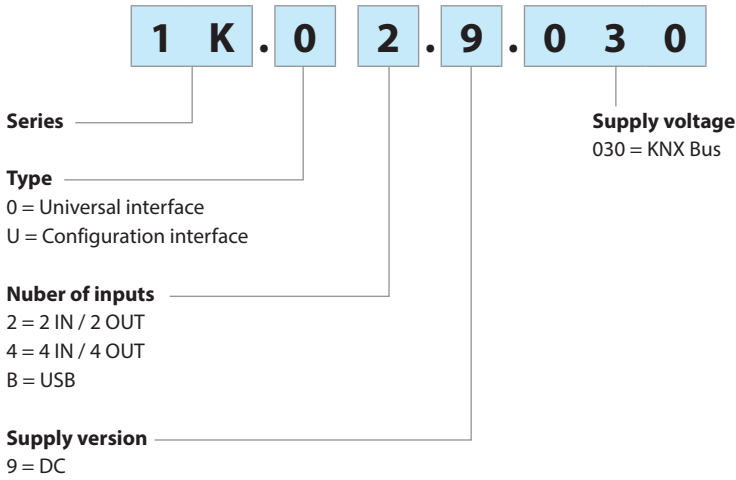 1 K . 0 2 . 9 . 0 3 0
Series
Supply voltage
030 = KNX Bus
Type
0 = Universal interface
U = Configuration interface
Nuber of inputs
2 = 2 IN / 2 OUT
4 = 4 IN / 4 OUT
B = USB
Supply version
9 = DC